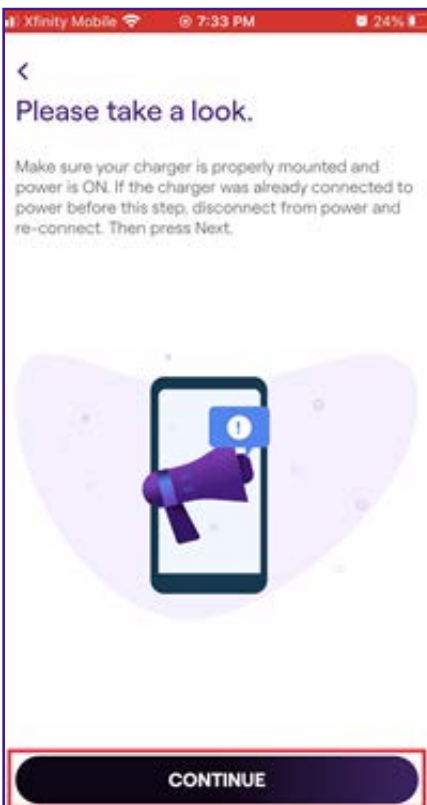 Xfinity Mobile 7:33 PM 24%
Please take a look.
Make sure your charger is properly mounted and
power is ON. If the charger was already connected to
power before this step, disconnect from power and
re-connect. Then press Next.
!
CONTINUE